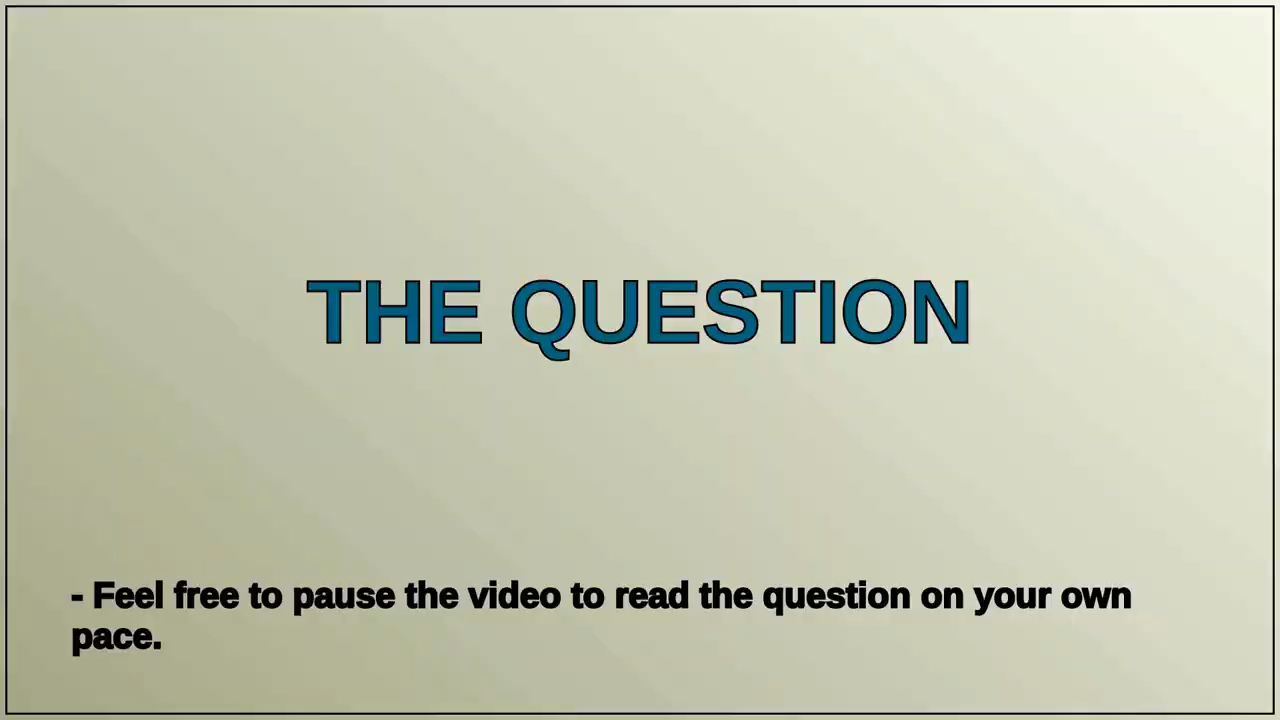 THE QUESTION
- Feel free to pause the video to read the question on your own
pace.